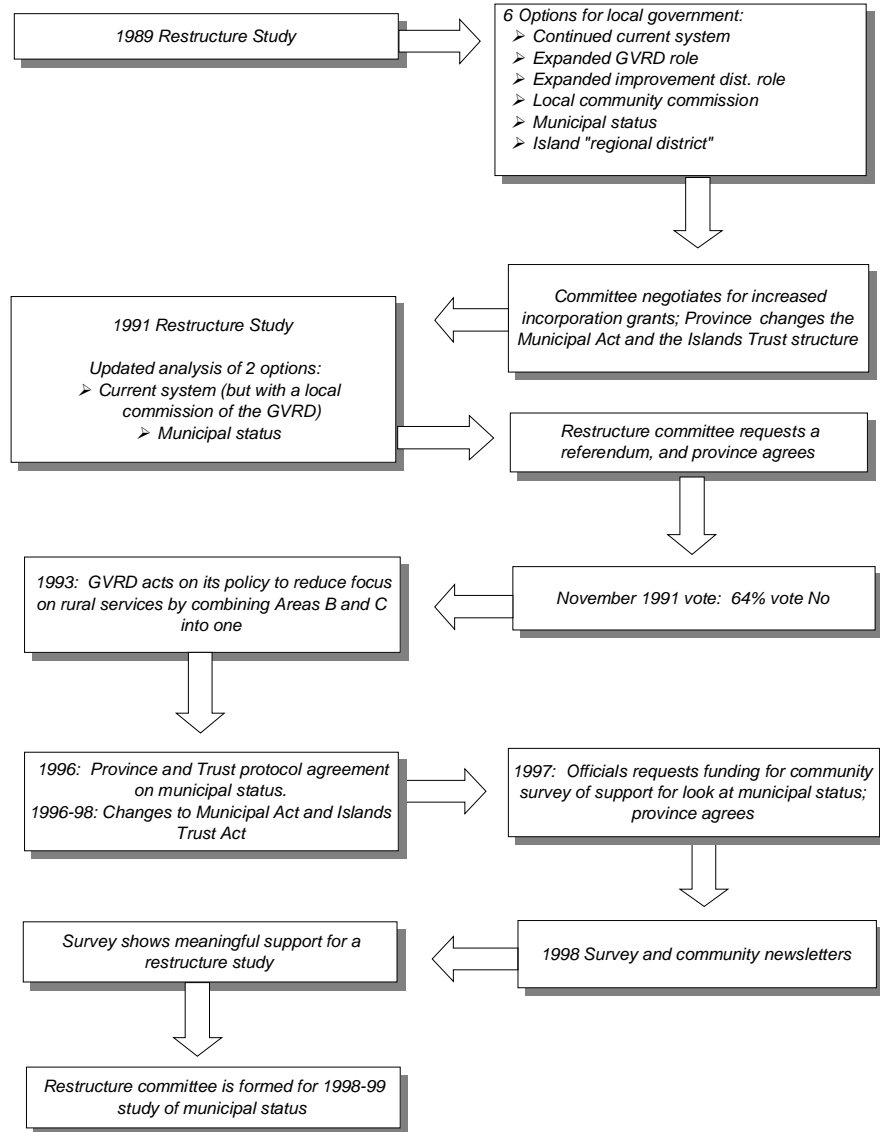 1989 Restructure Study
6 Options for local government:
➢ Continued current system
➢ Expanded GVRD role
➢ Expanded improvement dist. role
➢ Local community commission
➢ Municipal status
➢ Island "regional district"
Committee negotiates for increased
incorporation grants; Province changes the
Municipal Act and the Islands Trust structure
1991 Restructure Study
Updated analysis of 2 options:
➢ Current system (but with a local
commission of the GVRD)
➢ Municipal status
Restructure committee requests a
referendum, and province agrees
November 1991 vote: 64% vote No
1993: GVRD acts on its policy to reduce focus
on rural services by combining Areas B and C
into one
1996: Province and Trust protocol agreement
on municipal status.
1996-98: Changes to Municipal Act and Islands
Trust Act
1997: Officials requests funding for community
survey of support for look at municipal status;
province agrees
1998 Survey and community newsletters
Survey shows meaningful support for a
restructure study
Restructure committee is formed for 1998-99
study of municipal status